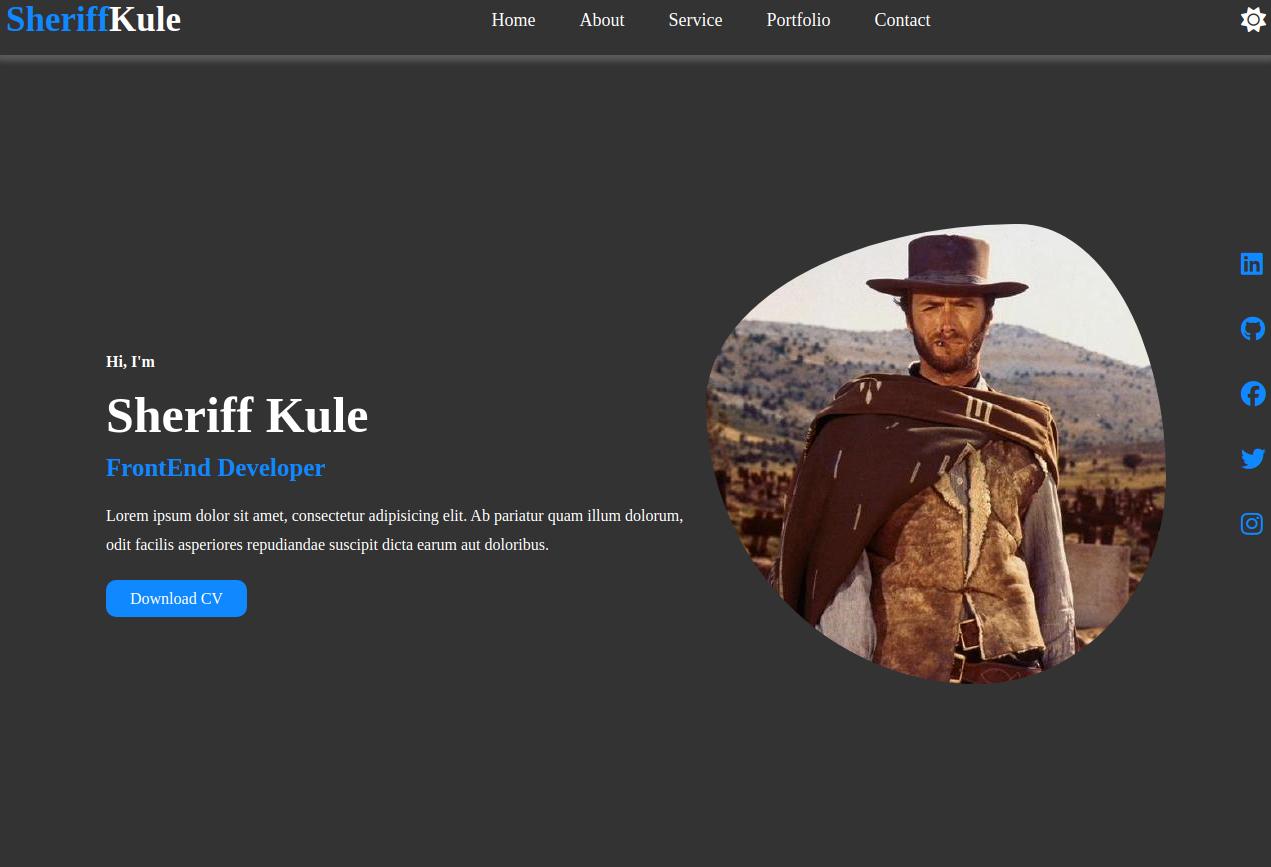 SheriffKule
Home About Service Portfolio Contact
Hi, I'm
Sheriff Kule
FrontEnd Developer
Lorem ipsum dolor sit amet, consectetur adipisicing elit. Ab pariatur quam illum dolorum,
odit facilis asperiores repudiandae suscipit dicta earum aut doloribus.
Download CV